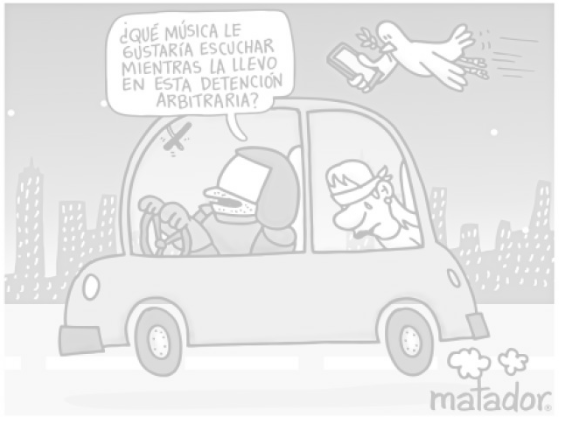 ¿QUÉ MÚSICA LE
GUSTARÍA ESCUCHAR
MIENTRAS LA LLEVO
EN ESTA DETENCIÓN
ARBITRARIA?
matador®